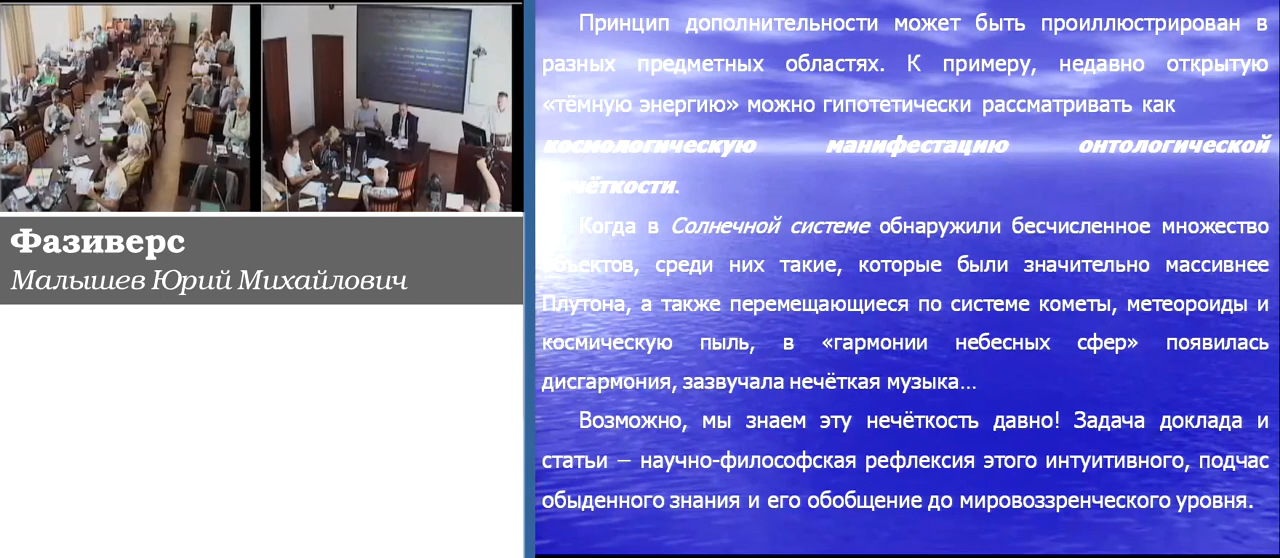 Фазиверс
Малышев Юрий Михайлович
Принцип дополнительности может быть проиллюстрирован в
разных предметных областях. К примеру, недавно открытую
«тёмную энергию» можно гипотетически рассматривать как
космологическую манифестацию онтологической
нечёткости.
Когда в Солнечной системе обнаружили бесчисленное множество
объектов, среди них такие, которые были значительно массивнее
Плутона, а также перемещающиеся по системе кометы, метеороиды и
космическую пыль, в «гармонии небесных сфер» появилась
дисгармония, зазвучала нечёткая музыка...
Возможно, мы знаем эту нечёткость давно! Задача доклада и
статьи – научно-философская рефлексия этого интуитивного, подчас
обыденного знания и его обобщение до мировоззренческого уровня.